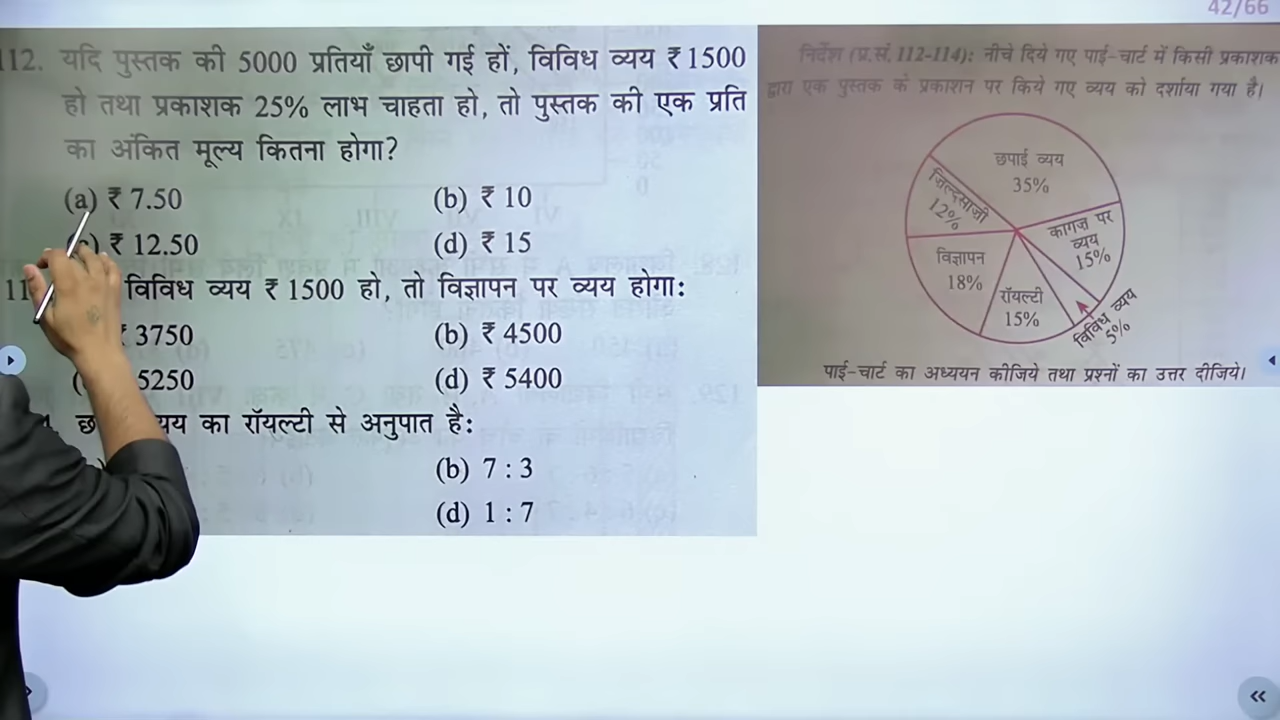 42/66
112. यदि पुस्तक की 5000 प्रतियाँ छापी गई हों, विविध व्यय ₹ 1500
हो तथा प्रकाशक 25% लाभ चाहता हो, तो पुस्तक की एक प्रति
का अंकित मूल्य कितना होगा?
(a) ₹ 7.50 (b) ₹ 10
₹ 12.50 (d) ₹ 15
विविध व्यय ₹ 1500 हो, तो विज्ञापन पर व्यय होगा:
₹ 3750 (b) ₹ 4500
5250 (d) ₹ 5400
का रॉयल्टी से अनुपात है:
(b) 7 : 3
(d) 1 : 7
निर्देश (प्र.सं. 112-114): नीचे दिये गए पाई-चार्ट में किसी प्रकाशक
द्वारा एक पुस्तक के प्रकाशन पर किये गए व्यय को दर्शाया गया है।
छपाई व्यय
35%
जिल्दसाज़ी
12%
कागज पर
व्यय
15%
विज्ञापन
18%
रॉयल्टी
15%
विविध व्यय
5%
पाई-चार्ट का अध्ययन कीजिये तथा प्रश्नों का उत्तर दीजिये।